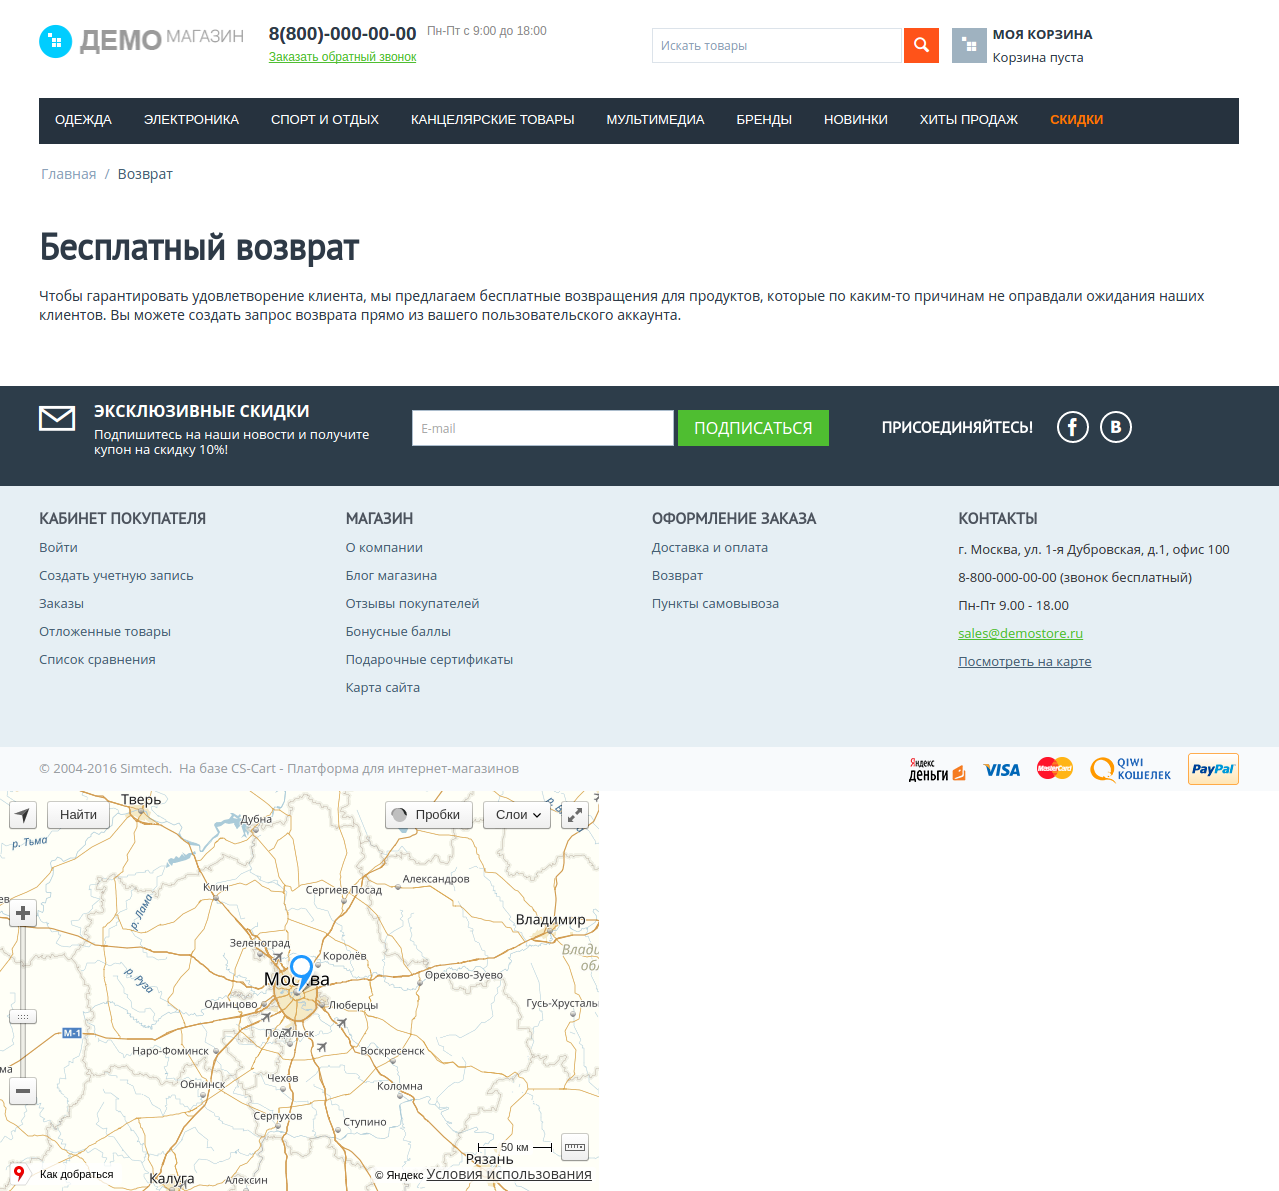 ДЕМО МАГАЗИН
8(800)-000-00-00 Пн-Пт с 9:00 до 18:00
Заказать обратный звонок
Искать товары
МОЯ КОРЗИНА
Корзина пуста
ОДЕЖДА ЭЛЕКТРОНИКА СПОРТ И ОТДЫХ КАНЦЕЛЯРСКИЕ ТОВАРЫ МУЛЬТИМЕДИА БРЕНДЫ НОВИНКИ ХИТЫ ПРОДАЖ СКИДКИ
Главная / Возврат
Бесплатный возврат
Чтобы гарантировать удовлетворение клиента, мы предлагаем бесплатные возвращения для продуктов, которые по каким-то причинам не оправдали ожидания наших
клиентов. Вы можете создать запрос возврата прямо из вашего пользовательского аккаунта.
ЭКСКЛЮЗИВНЫЕ СКИДКИ
Подпишитесь на наши новости и получите
купон на скидку 10%!
E-mail
ПОДПИСАТЬСЯ
ПРИСОЕДИНЯЙТЕСЬ!
КАБИНЕТ ПОКУПАТЕЛЯ
Войти
Создать учетную запись
Заказы
Отложенные товары
Список сравнения
МАГАЗИН
О компании
Блог магазина
Отзывы покупателей
Бонусные баллы
Подарочные сертификаты
Карта сайта
ОФОРМЛЕНИЕ ЗАКАЗА
Доставка и оплата
Возврат
Пункты самовывоза
КОНТАКТЫ
г. Москва, ул. 1-я Дубровская, д.1, офис 100
8-800-000-00-00 (звонок бесплатный)
Пн-Пт 9.00 - 18.00
sales@demostore.ru
Посмотреть на карте
© 2004-2016 Simtech.  На базе CS-Cart - Платформа для интернет-магазинов
Яндекс
деньги
VISA
MasterCard
QIWI
КОШЕЛЕК
PayPal
Тверь
Найти
Пробки
Слои
Дубна
р. Тьма
Клин
Сергиев Посад
Александров
р. Лама
Владимир
Зеленоград
Королёв
Москва
р. Руза
Орехово-Зуево
Одинцово
Люберцы
Гусь-Хрусталь
М-1
Подольск
Наро-Фоминск
Воскресенск
Обнинск
Чехов
Коломна
Серпухов
Ступино
50 км
Рязань
Как добраться
Калуга
Алексин
© Яндекс Условия использования